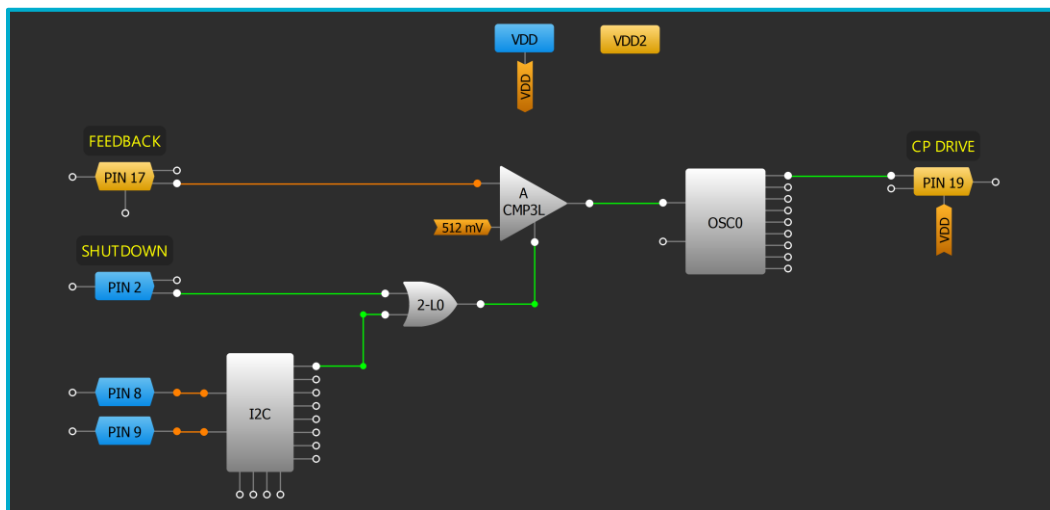 VDD
VDD2
VDD
FEEDBACK
PIN 17
A
CMP3L
512 mV
OSC0
CP DRIVE
PIN 19
VDD
SHUTDOWN
PIN 2
2-L0
PIN 8
PIN 9
I2C